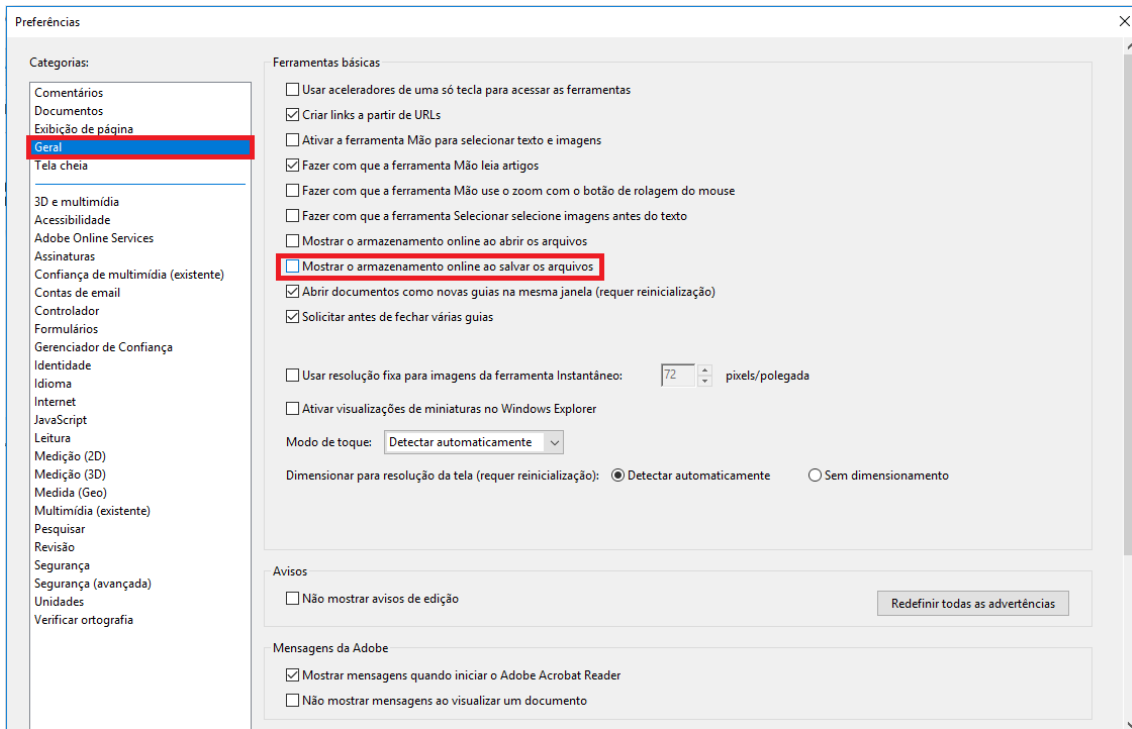 Preferências
Categorias:
Comentários
Documentos
Exibição de página
Geral
Tela cheia
3D e multimídia
Acessibilidade
Adobe Online Services
Assinaturas
Confiança de multimídia (existente)
Contas de email
Controlador
Formulários
Gerenciador de Confiança
Identidade
Idioma
Internet
JavaScript
Leitura
Medição (2D)
Medição (3D)
Medida (Geo)
Multimídia (existente)
Pesquisar
Revisão
Segurança
Segurança (avançada)
Unidades
Verificar ortografia
Ferramentas básicas
Usar aceleradores de uma só tecla para acessar as ferramentas
Criar links a partir de URLs
Ativar a ferramenta Mão para selecionar texto e imagens
Fazer com que a ferramenta Mão leia artigos
Fazer com que a ferramenta Mão use o zoom com o botão de rolagem do mouse
Fazer com que a ferramenta Selecionar selecione imagens antes do texto
Mostrar o armazenamento online ao abrir os arquivos
Mostrar o armazenamento online ao salvar os arquivos
Abrir documentos como novas guias na mesma janela (requer reinicialização)
Solicitar antes de fechar várias guias
Usar resolução fixa para imagens da ferramenta Instantâneo: 72 pixels/polegada
Ativar visualizações de miniaturas no Windows Explorer
Modo de toque: Detectar automaticamente
Dimensionar para resolução da tela (requer reinicialização): Detectar automaticamente Sem dimensionamento
Avisos
Não mostrar avisos de edição Redefinir todas as advertências
Mensagens da Adobe
Mostrar mensagens quando iniciar o Adobe Acrobat Reader
Não mostrar mensagens ao visualizar um documento